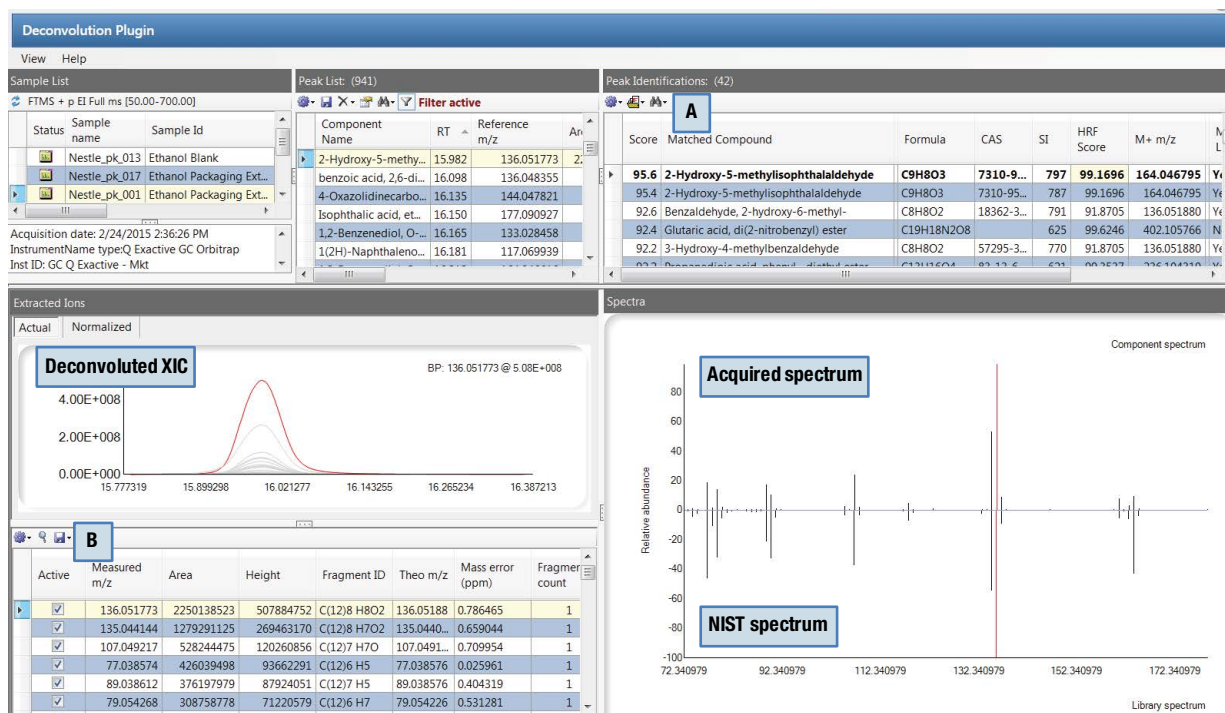 Deconvolution Plugin
View Help
Sample List
FTMS + p EI Full ms [50.00-700.00]
Status Sample name Sample Id
Nestle_pk_013 Ethanol Blank
Nestle_pk_017 Ethanol Packaging Ext...
Nestle_pk_001 Ethanol Packaging Ext...
Acquisition date: 2/24/2015 2:36:26 PM
InstrumentName type:Q Exactive GC Orbitrap
Inst ID: GC Q Exactive - Mkt
Peak List: (941)
Filter active
Component Name RT Reference m/z
2-Hydroxy-5-methy... 15.982 136.051773 22
benzoic acid, 2,6-di... 16.098 136.048355
4-Oxazolidinecarbo... 16.135 144.047821
Isophthalic acid, et... 16.150 177.090927
1,2-Benzenediol, O-... 16.165 133.028458
1(2H)-Naphthaleno... 16.181 117.069939
Peak Identifications: (42)
A
Score Matched Compound Formula CAS SI HRF Score M+ m/z
95.6 2-Hydroxy-5-methylisophthalaldehyde C9H8O3 7310-9... 797 99.1696 164.046795
95.4 2-Hydroxy-5-methylisophthalaldehyde C9H8O3 7310-95... 787 99.1696 164.046795
92.6 Benzaldehyde, 2-hydroxy-6-methyl- C8H8O2 18362-3... 791 91.8705 136.051880
92.4 Glutaric acid, di(2-nitrobenzyl) ester C19H18N2O8 625 99.6246 402.105766
92.2 3-Hydroxy-4-methylbenzaldehyde C8H8O2 57295-3... 770 91.8705 136.051880
Extracted Ions
Actual Normalized
Deconvoluted XIC
BP: 136.051773 @ 5.08E+008
4.00E+008
2.00E+008
0.00E+000
15.777319 15.899298 16.021277 16.143255 16.265234 16.387213
B
Active Measured m/z Area Height Fragment ID Theo m/z Mass error (ppm) Fragmer count
136.051773 2250138523 507884752 C(12)8 H8O2 136.05188 0.786465 1
135.044144 1279291125 269463170 C(12)8 H7O2 135.0440... 0.659044 1
107.049217 528244475 120260856 C(12)7 H7O 107.0491... 0.709954 1
77.038574 426039498 93662291 C(12)6 H5 77.038576 0.025961 1
89.038612 376197979 87924051 C(12)7 H5 89.038576 0.404319 1
79.054268 308758778 71220579 C(12)6 H7 79.054226 0.531281 1
Spectra
Component spectrum
Acquired spectrum
Relative abundance
80
60
40
20
0
-20
-40
-60
-80
-100
NIST spectrum
72.340979 92.340979 112.340979 132.340979 152.340979 172.340979
Library spectrum